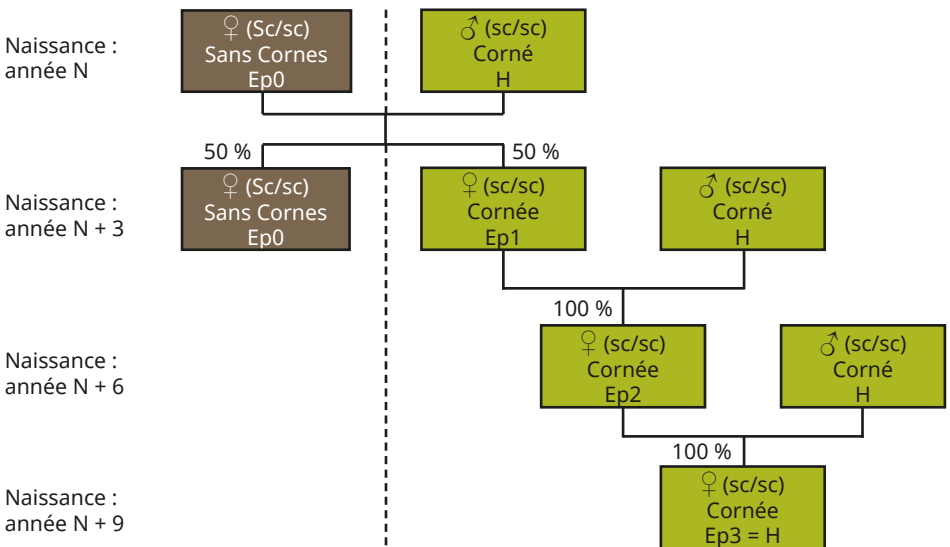 Naissance :
année N
♀ (Sc/sc)
Sans Cornes
Ep0
♂ (sc/sc)
Corné
H
50 %
50 %
Naissance :
année N + 3
♀ (Sc/sc)
Sans Cornes
Ep0
♀ (sc/sc)
Cornée
Ep1
♂ (sc/sc)
Corné
H
100 %
Naissance :
année N + 6
♀ (sc/sc)
Cornée
Ep2
♂ (sc/sc)
Corné
H
100 %
Naissance :
année N + 9
♀ (sc/sc)
Cornée
Ep3 = H